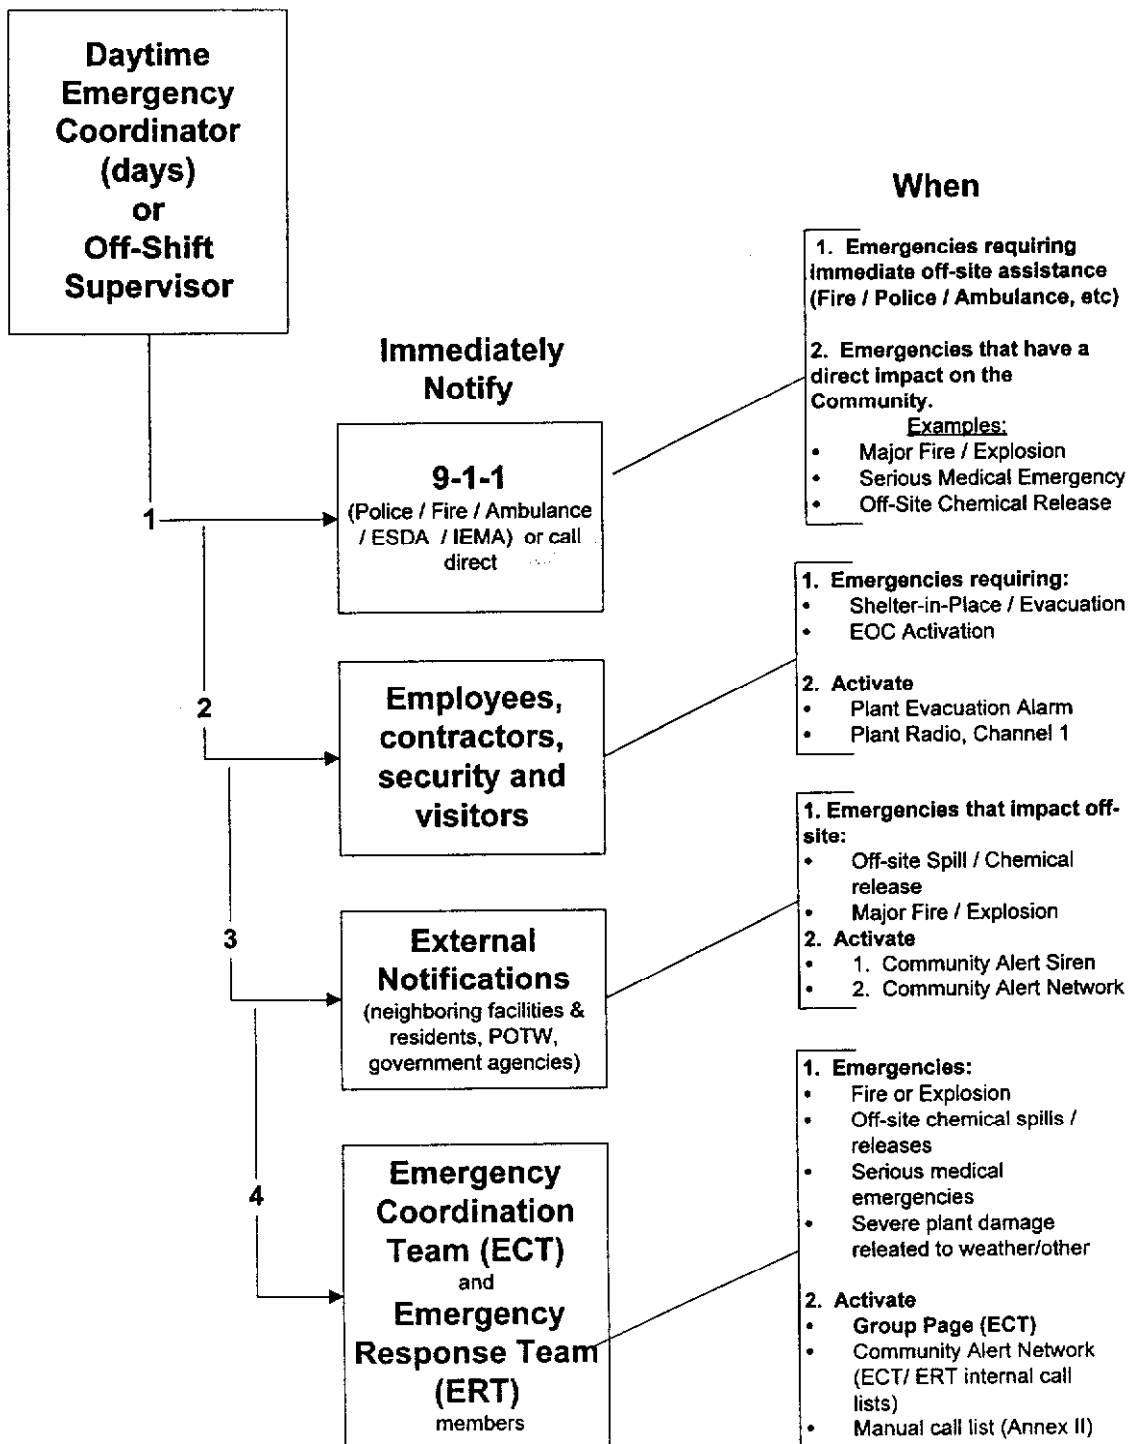 Daytime
Emergency
Coordinator
(days)
or
Off-Shift
Supervisor
Immediately
Notify
When
1
9-1-1
(Police / Fire / Ambulance
/ ESDA / IEMA) or call
direct
1. Emergencies requiring
immediate off-site assistance
(Fire / Police / Ambulance, etc)
2. Emergencies that have a
direct impact on the
Community.
Examples:
• Major Fire / Explosion
• Serious Medical Emergency
• Off-Site Chemical Release
2
Employees,
contractors,
security and
visitors
1. Emergencies requiring:
• Shelter-in-Place / Evacuation
• EOC Activation
2. Activate
• Plant Evacuation Alarm
• Plant Radio, Channel 1
3
External
Notifications
(neighboring facilities &
residents, POTW,
government agencies)
1. Emergencies that impact off-
site:
• Off-site Spill / Chemical
release
• Major Fire / Explosion
2. Activate
• 1. Community Alert Siren
• 2. Community Alert Network
4
Emergency
Coordination
Team (ECT)
and
Emergency
Response Team
(ERT)
members
1. Emergencies:
• Fire or Explosion
• Off-site chemical spills /
releases
• Serious medical
emergencies
• Severe plant damage
releated to weather/other
2. Activate
• Group Page (ECT)
• Community Alert Network
(ECT/ ERT internal call
lists)
• Manual call list (Annex II)